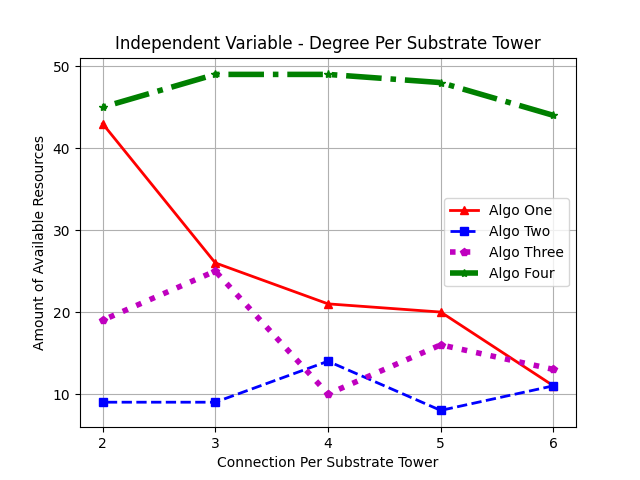 Independent Variable - Degree Per Substrate Tower
Amount of Available Resources
50
40
30
20
10
Algo One
Algo Two
Algo Three
Algo Four
2 3 4 5 6
Connection Per Substrate Tower